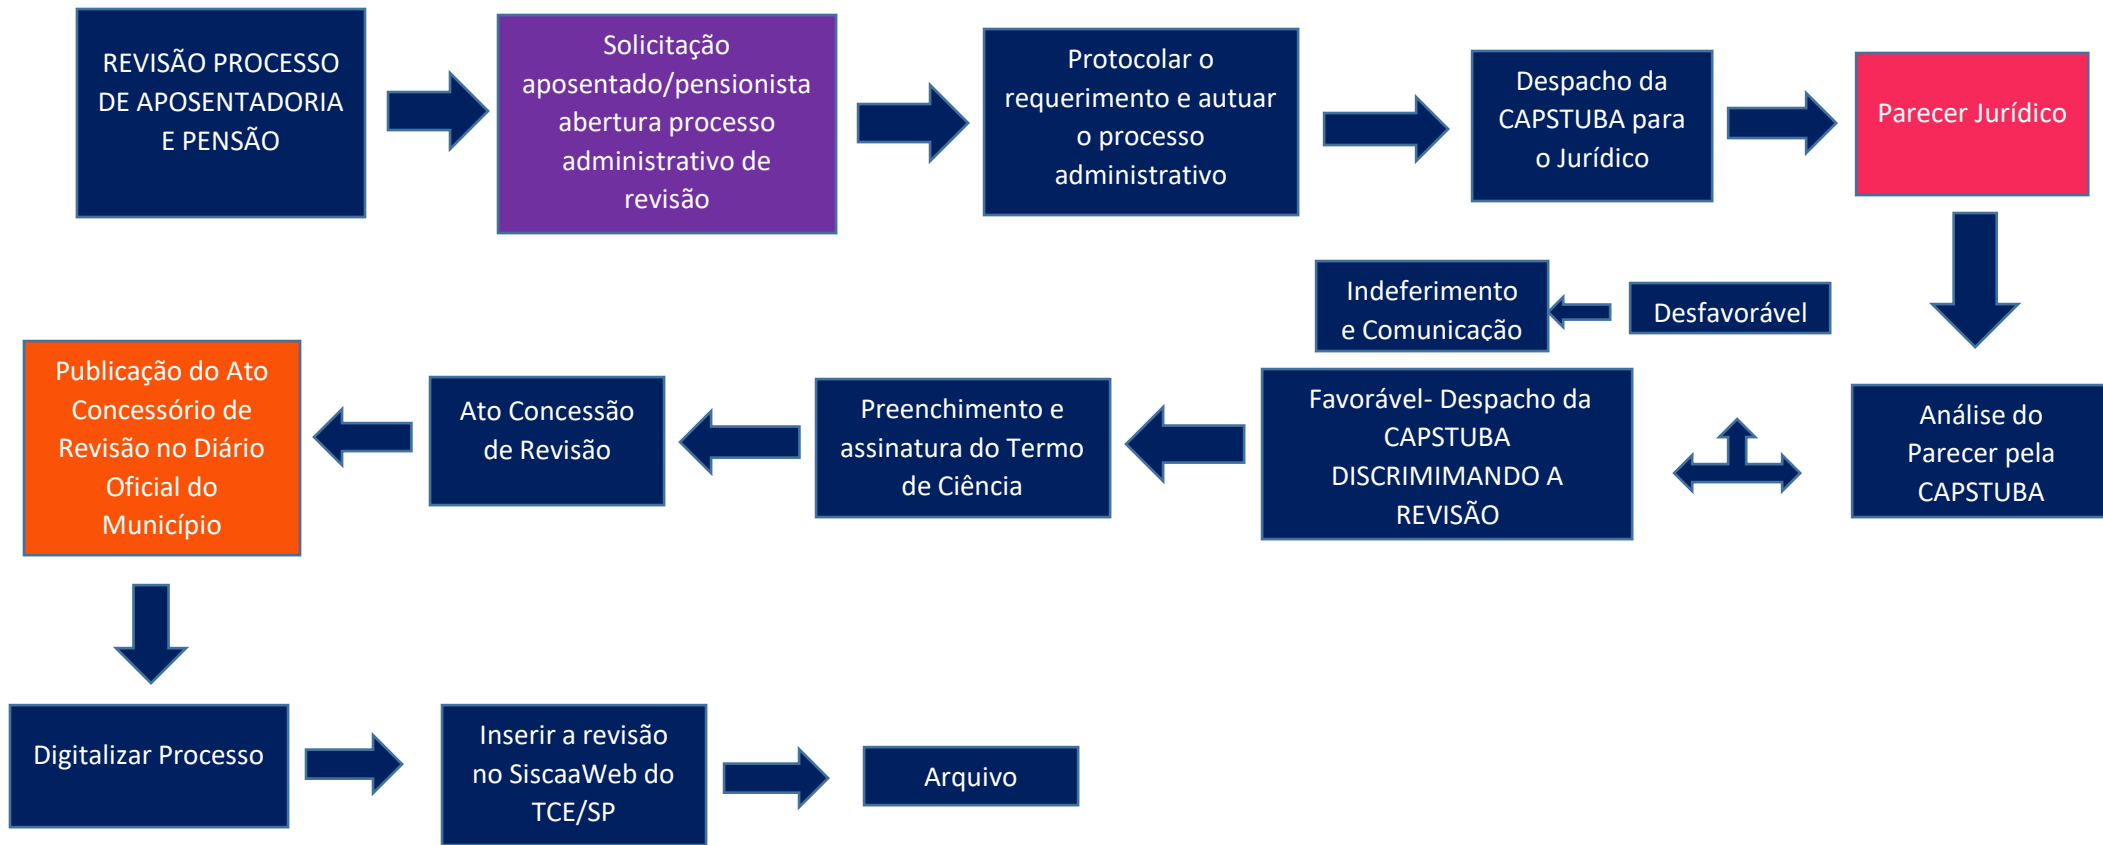 REVISÃO PROCESSO
DE APOSENTADORIA
E PENSÃO
Solicitação
aposentado/pensionista
abertura processo
administrativo de
revisão
Protocolar o
requerimento e autuar
o processo
administrativo
Despacho da
CAPSTUBA para
o Jurídico
Parecer Jurídico
Indeferimento
e Comunicação
Desfavorável
Publicação do Ato
Concessório de
Revisão no Diário
Oficial do
Município
Ato Concessão
de Revisão
Preenchimento e
assinatura do Termo
de Ciência
Favorável- Despacho da
CAPSTUBA
DISCRIMIMANDO A
REVISÃO
Análise do
Parecer pela
CAPSTUBA
Digitalizar Processo
Inserir a revisão
no SiscaaWeb do
TCE/SP
Arquivo